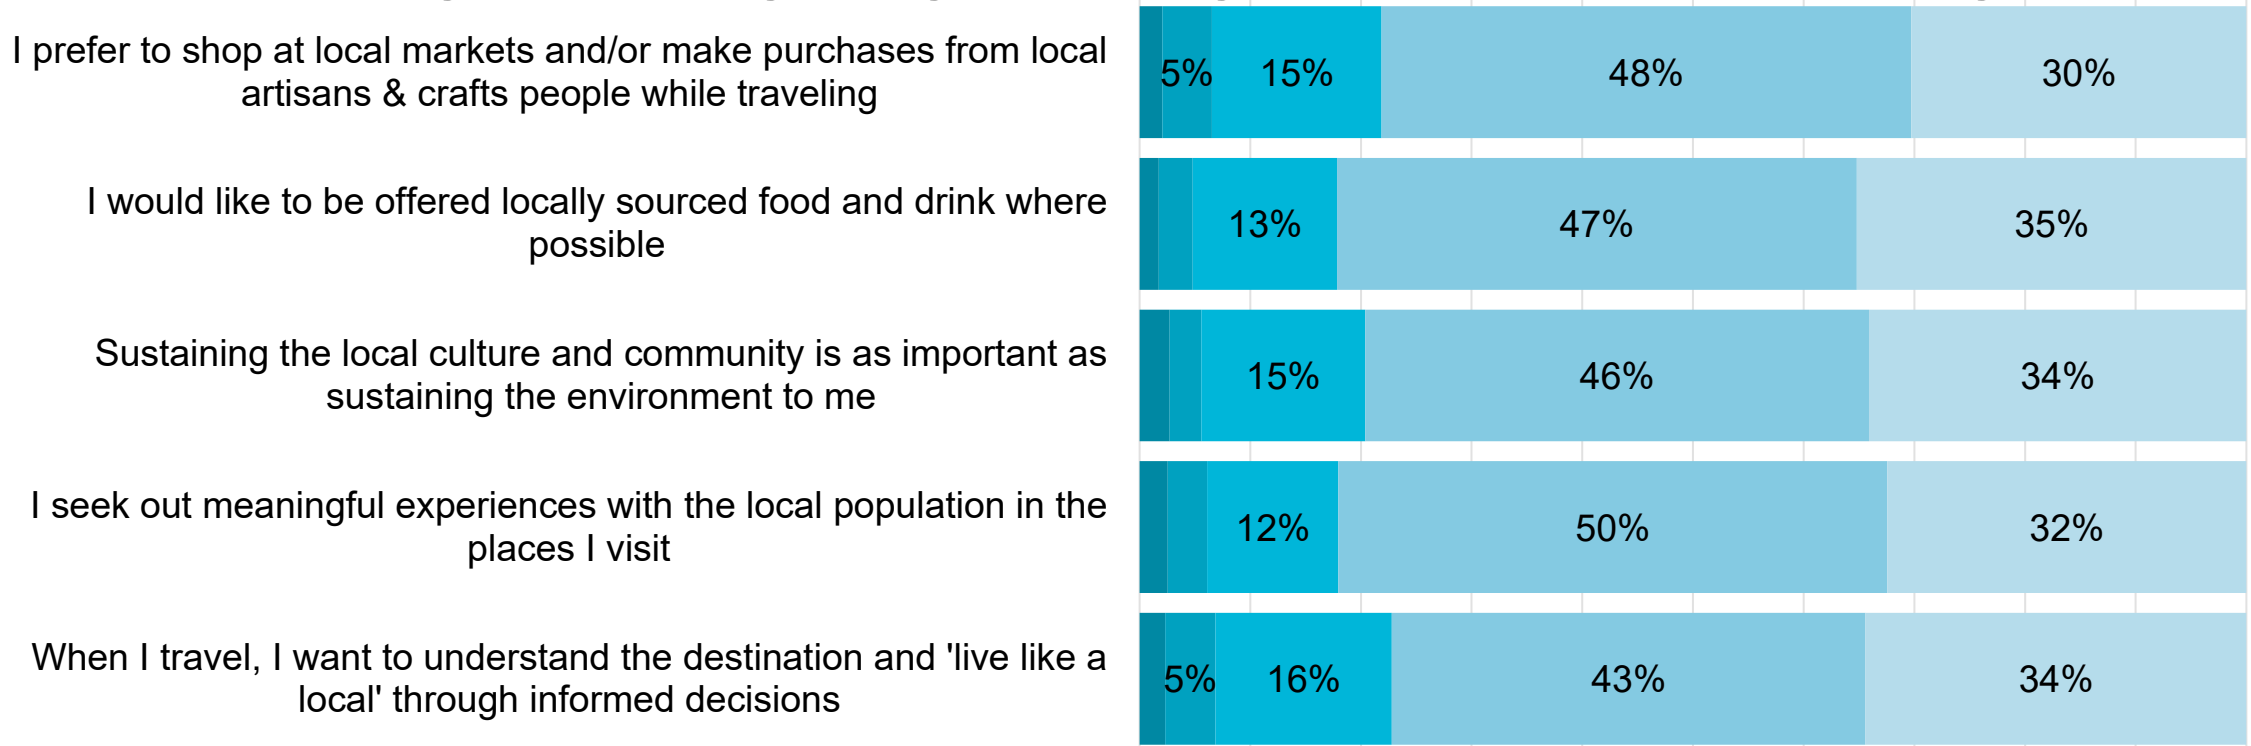 I prefer to shop at local markets and/or make purchases from local
artisans & crafts people while traveling
5% 15% 48% 30%
I would like to be offered locally sourced food and drink where
possible
13% 47% 35%
Sustaining the local culture and community is as important as
sustaining the environment to me
15% 46% 34%
I seek out meaningful experiences with the local population in the
places I visit
12% 50% 32%
When I travel, I want to understand the destination and 'live like a
local' through informed decisions
5% 16% 43% 34%